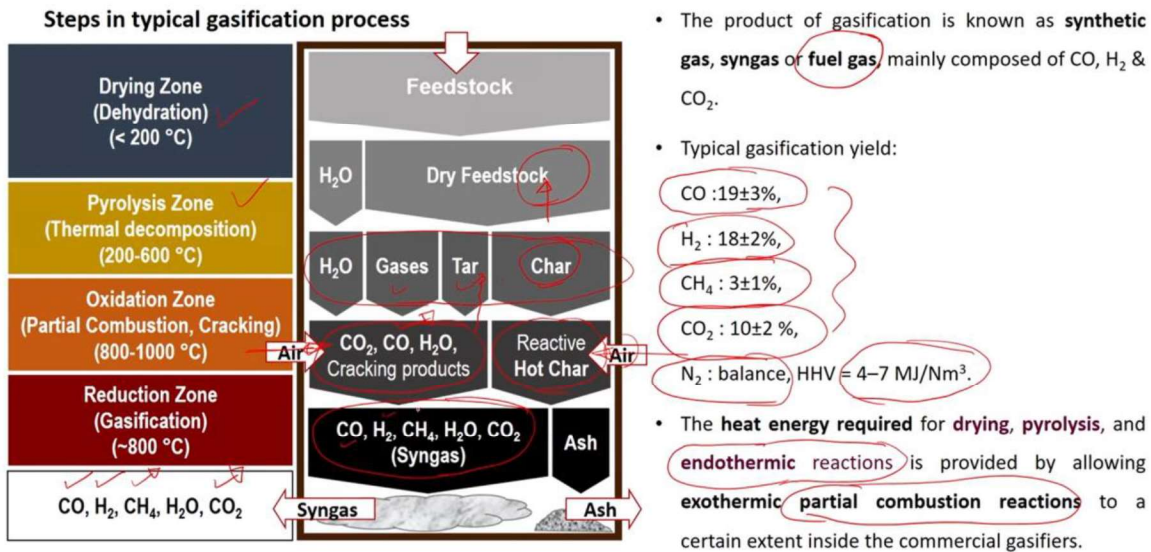 Steps in typical gasification process
Drying Zone
(Dehydration)
(< 200 °C)
Pyrolysis Zone
(Thermal decomposition)
(200-600 °C)
Oxidation Zone
(Partial Combustion, Cracking)
(800-1000 °C)
Reduction Zone
(Gasification)
(~800 °C)
CO, H₂, CH₄, H₂O, CO₂
Feedstock
H₂O Dry Feedstock
H₂O Gases Tar Char
Air
CO₂, CO, H₂O,
Cracking products
Reactive
Hot Char
Air
CO, H₂, CH₄, H₂O, CO₂
(Syngas)
Ash
Syngas
Ash
• The product of gasification is known as synthetic
gas, syngas or fuel gas, mainly composed of CO, H₂ &
CO₂.
• Typical gasification yield:
CO :19±3%,
H₂ : 18±2%,
CH₄ : 3±1%,
CO₂ : 10±2 %,
N₂ : balance, HHV = 4–7 MJ/Nm³.
• The heat energy required for drying, pyrolysis, and
endothermic reactions is provided by allowing
exothermic partial combustion reactions to a
certain extent inside the commercial gasifiers.